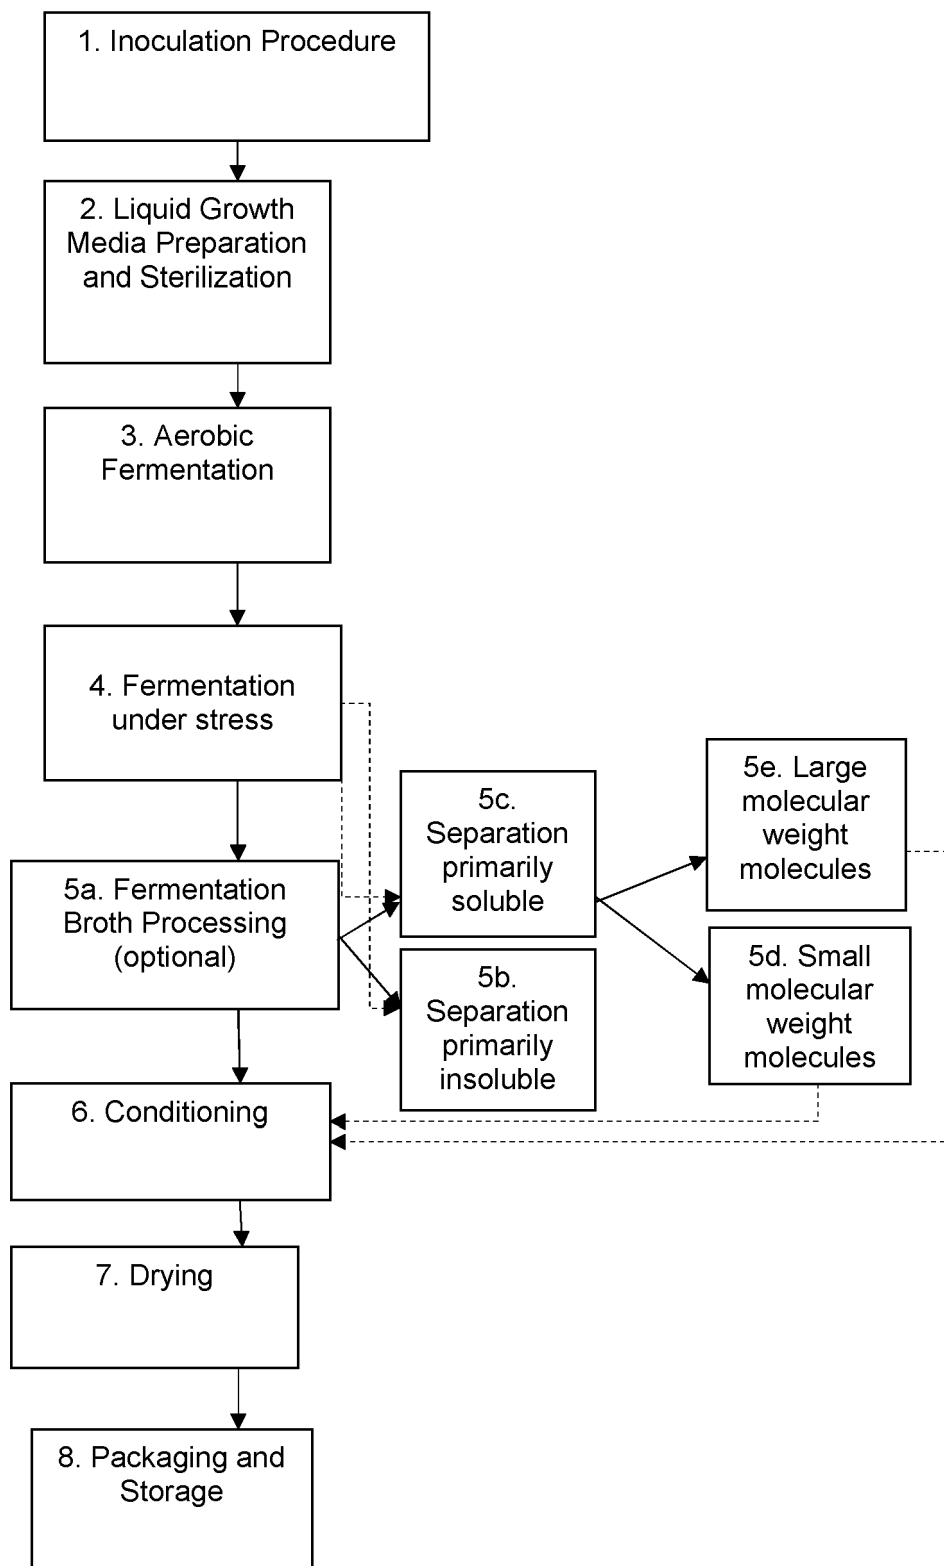 1. Inoculation Procedure
2. Liquid Growth
Media Preparation
and Sterilization
3. Aerobic
Fermentation
4. Fermentation
under stress
5a. Fermentation
Broth Processing
(optional)
5c.
Separation
primarily
soluble
5b.
Separation
primarily
insoluble
5e. Large
molecular
weight
molecules
5d. Small
molecular
weight
molecules
6. Conditioning
7. Drying
8. Packaging and
Storage